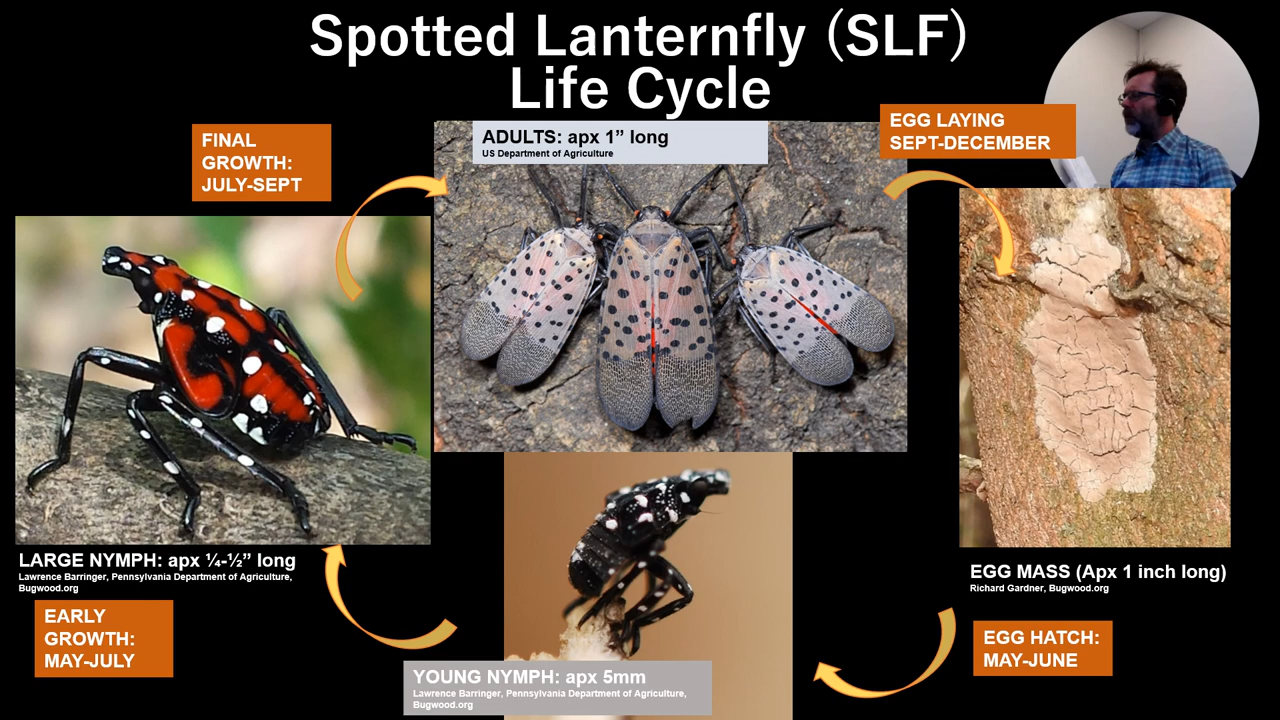 Spotted Lanternfly (SLF)
Life Cycle
FINAL
GROWTH:
JULY-SEPT
ADULTS: apx 1” long
US Department of Agriculture
EGG LAYING
SEPT-DECEMBER
LARGE NYMPH: apx ¼-½” long
Lawrence Barringer, Pennsylvania Department of Agriculture,
Bugwood.org
EARLY
GROWTH:
MAY-JULY
YOUNG NYMPH: apx 5mm
Lawrence Barringer, Pennsylvania Department of Agriculture,
Bugwood.org
EGG MASS (Apx 1 inch long)
Richard Gardner, Bugwood.org
EGG HATCH:
MAY-JUNE